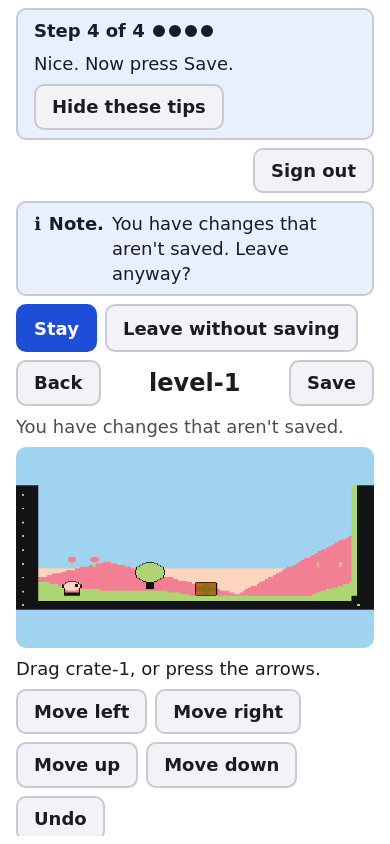 Step 4 of 4
Nice. Now press Save.
Hide these tips
Sign out
ℹ Note. You have changes that
aren't saved. Leave
anyway?
Stay
Leave without saving
Back
level-1
Save
You have changes that aren't saved.
Drag crate-1, or press the arrows.
Move left
Move right
Move up
Move down
Undo